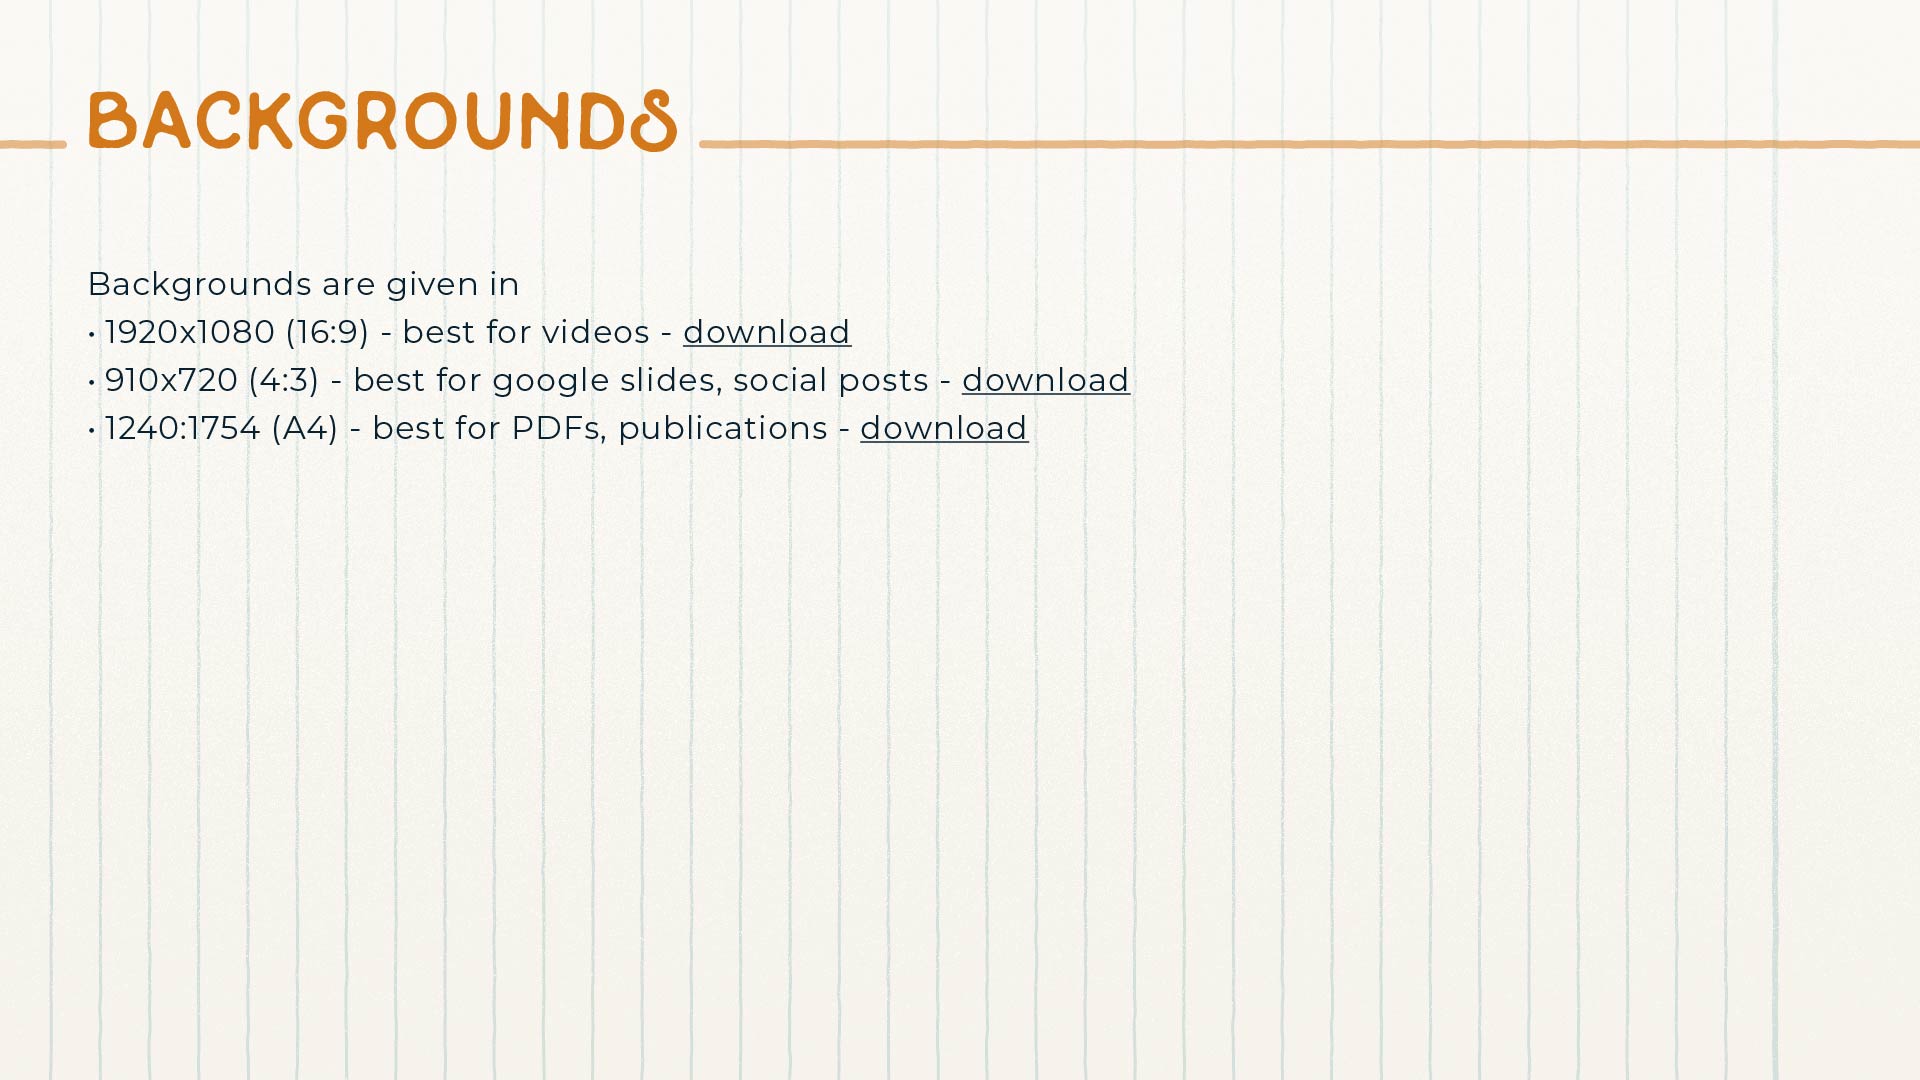 BACKGROUNDS
Backgrounds are given in
• 1920x1080 (16:9) - best for videos - download
• 910x720 (4:3) - best for google slides, social posts - download
• 1240:1754 (A4) - best for PDFs, publications - download